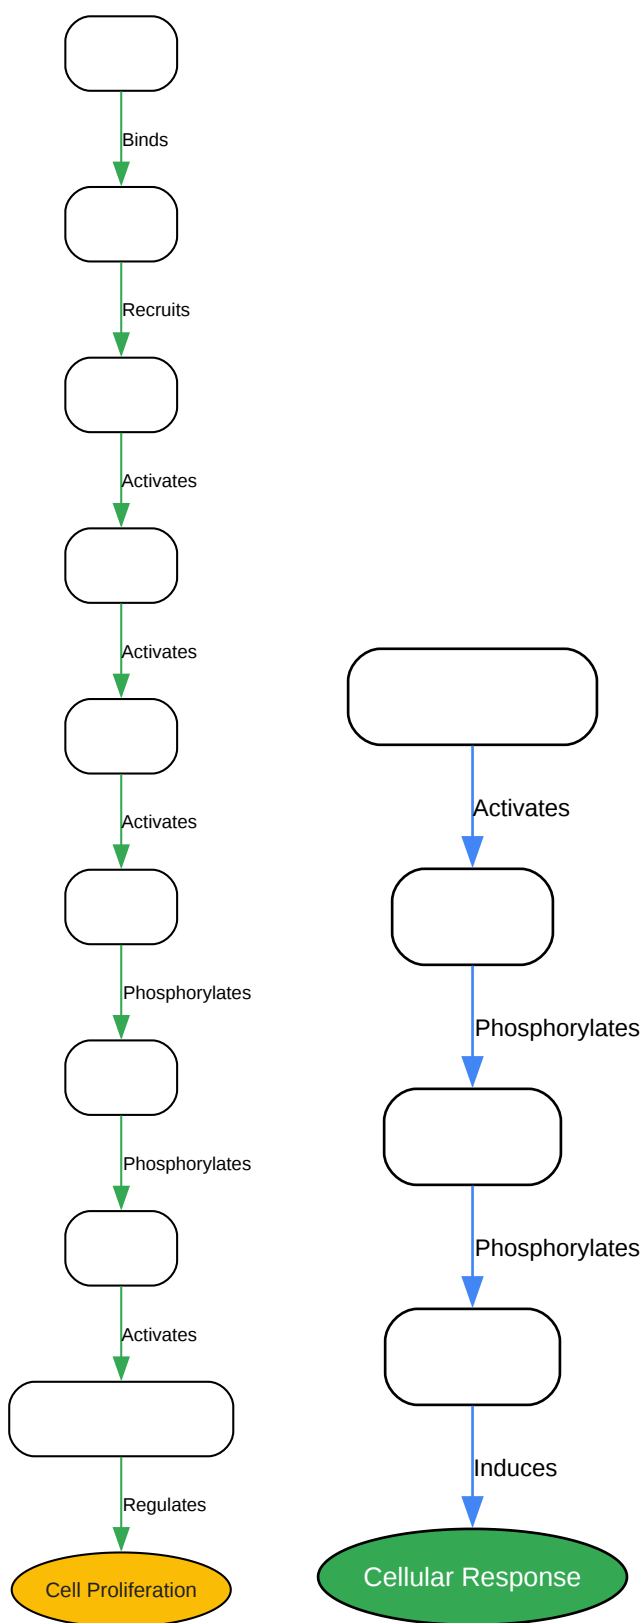 Binds
Recruits
Activates
Activates
Activates
Phosphorylates
Phosphorylates
Activates
Regulates
Cell Proliferation
Activates
Phosphorylates
Phosphorylates
Induces
Cellular Response